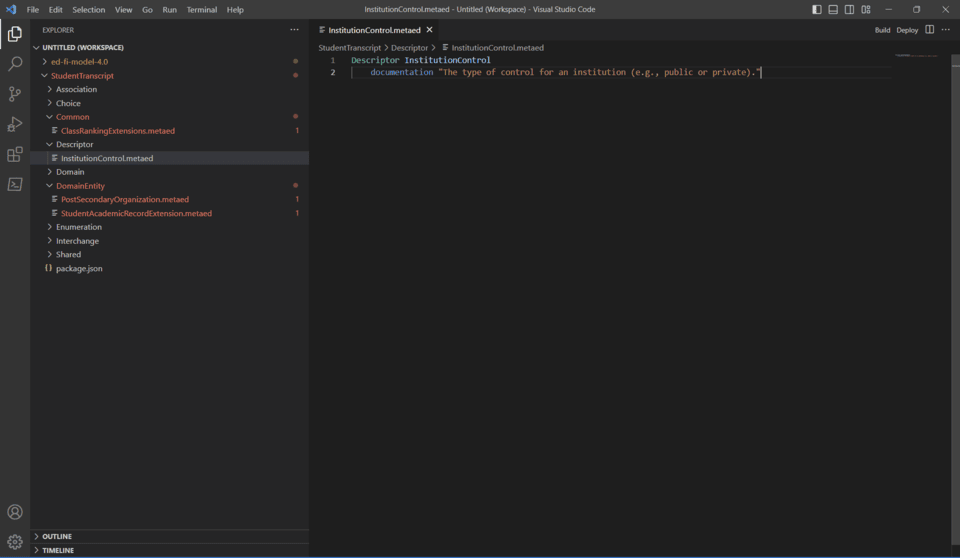 File Edit Selection View Go Run Terminal Help
InstitutionControl.metaed - Untitled (Workspace) - Visual Studio Code
EXPLORER
UNTITLED (WORKSPACE)
ed-fi-model-4.0
StudentTranscript
Association
Choice
Common
ClassRankingExtensions.metaed 1
Descriptor
InstitutionControl.metaed
Domain
DomainEntity
PostSecondaryOrganization.metaed 1
StudentAcademicRecordExtension.metaed 1
Enumeration
Interchange
Shared
{} package.json
OUTLINE
TIMELINE
InstitutionControl.metaed
Build Deploy
StudentTranscript > Descriptor > InstitutionControl.metaed
1 Descriptor InstitutionControl
2 documentation "The type of control for an institution (e.g., public or private)."